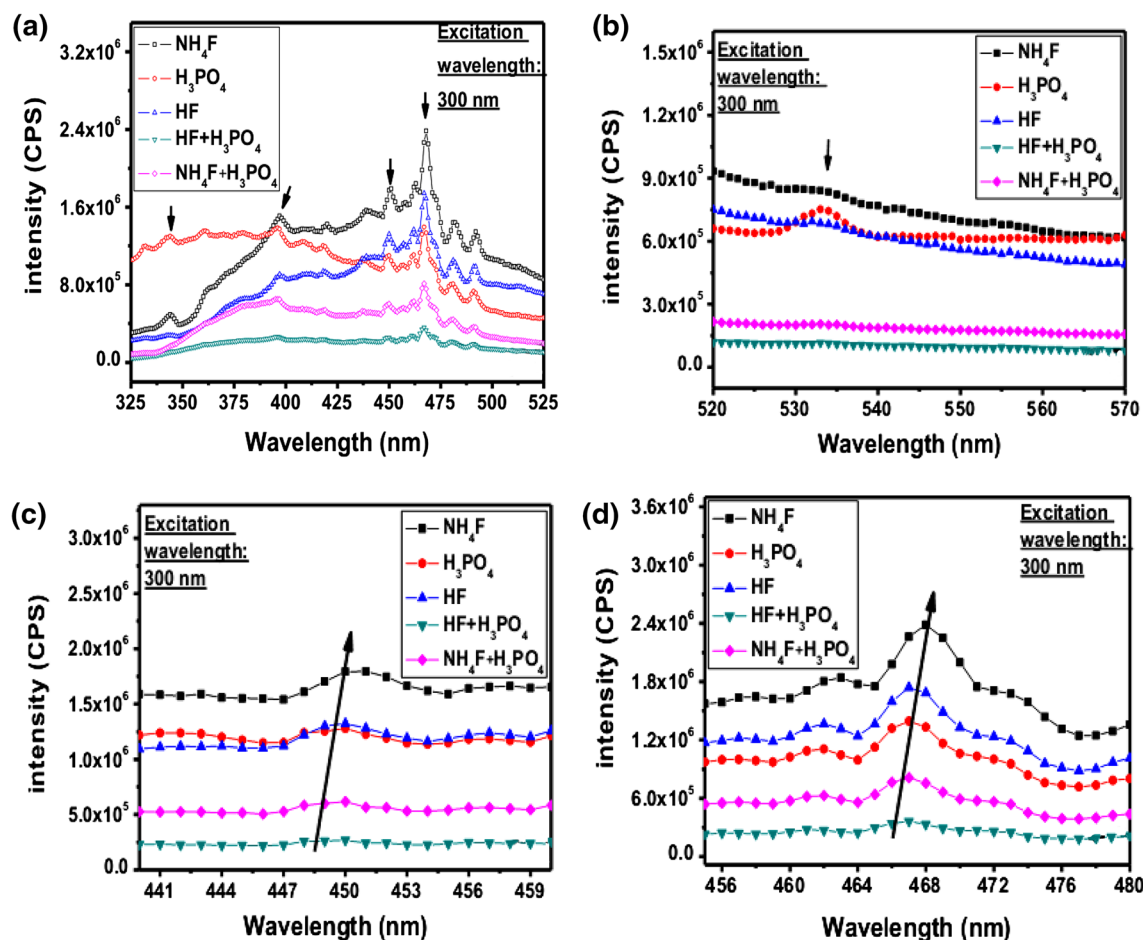 (a)
NH₄F
H₃PO₄
HF
HF+H₃PO₄
NH₄F+H₃PO₄
Excitation
wavelength:
300 nm
intensity (CPS)
3.2x10⁶
2.4x10⁶
1.6x10⁶
8.0x10⁵
0.0
325 350 375 400 425 450 475 500 525
Wavelength (nm)
(b)
Excitation
wavelength:
300 nm
NH₄F
H₃PO₄
HF
HF+H₃PO₄
NH₄F+H₃PO₄
intensity (CPS)
1.5x10⁶
1.2x10⁶
9.0x10⁵
6.0x10⁵
3.0x10⁵
0.0
520 530 540 550 560 570
Wavelength (nm)
(c)
Excitation
wavelength:
300 nm
NH₄F
H₃PO₄
HF
HF+H₃PO₄
NH₄F+H₃PO₄
intensity (CPS)
3.0x10⁶
2.5x10⁶
2.0x10⁶
1.5x10⁶
1.0x10⁶
5.0x10⁵
0.0
441 444 447 450 453 456 459
Wavelength (nm)
(d)
NH₄F
H₃PO₄
HF
HF+H₃PO₄
NH₄F+H₃PO₄
Excitation
wavelength:
300 nm
intensity (CPS)
3.6x10⁶
3.0x10⁶
2.4x10⁶
1.8x10⁶
1.2x10⁶
6.0x10⁵
0.0
456 460 464 468 472 476 480
Wavelength (nm)